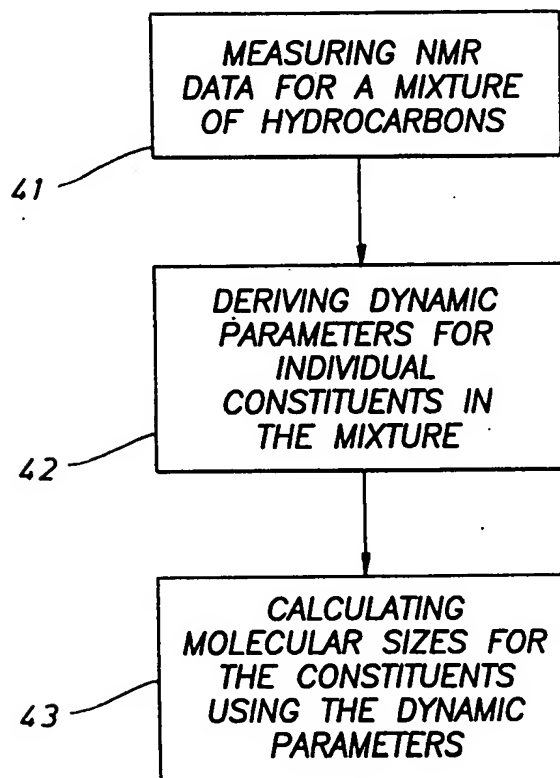 MEASURING NMR
DATA FOR A MIXTURE
OF HYDROCARBONS
41
DERIVING DYNAMIC
PARAMETERS FOR
INDIVIDUAL
CONSTITUENTS IN
THE MIXTURE
42
CALCULATING
MOLECULAR SIZES FOR
THE CONSTITUENTS
USING THE DYNAMIC
PARAMETERS
43